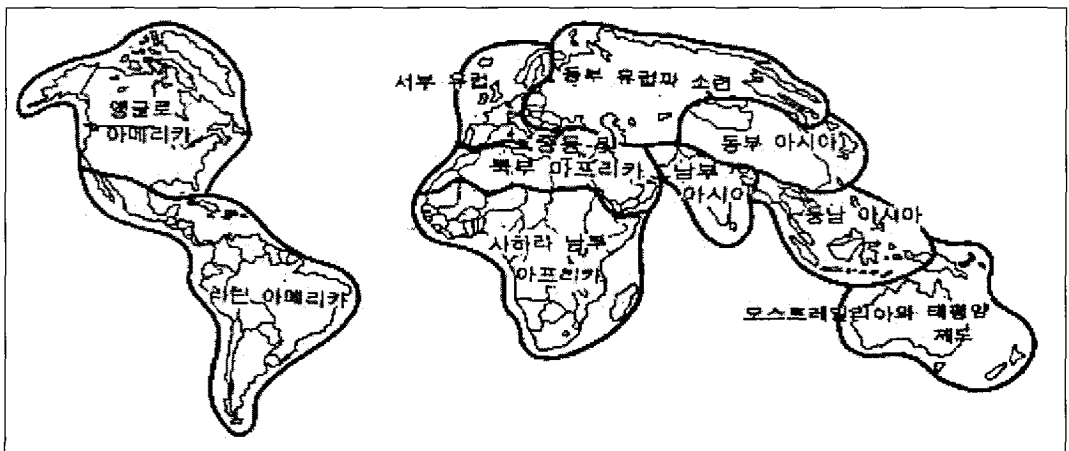 앵글로
아메리카
라틴 아메리카
서부 유럽
동부 유럽과 소련
중동 및
북부 아프리카
사하라 남부
아프리카
남부
아시아
동부 아시아
동남 아시아
오스트레일리아와 태평양
제도